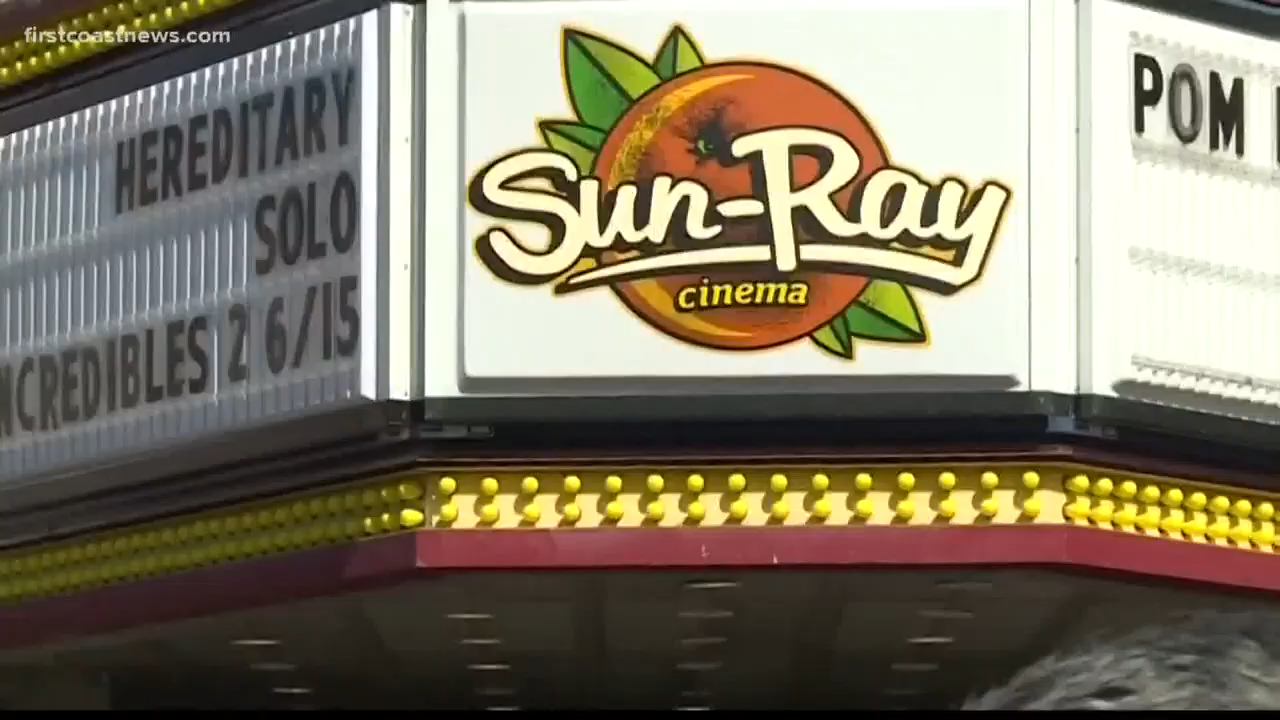 firstcoastnews.com
HEREDITARY
SOLO
NCREDIBLES 2 6/15
Sun-Ray
cinema
POM